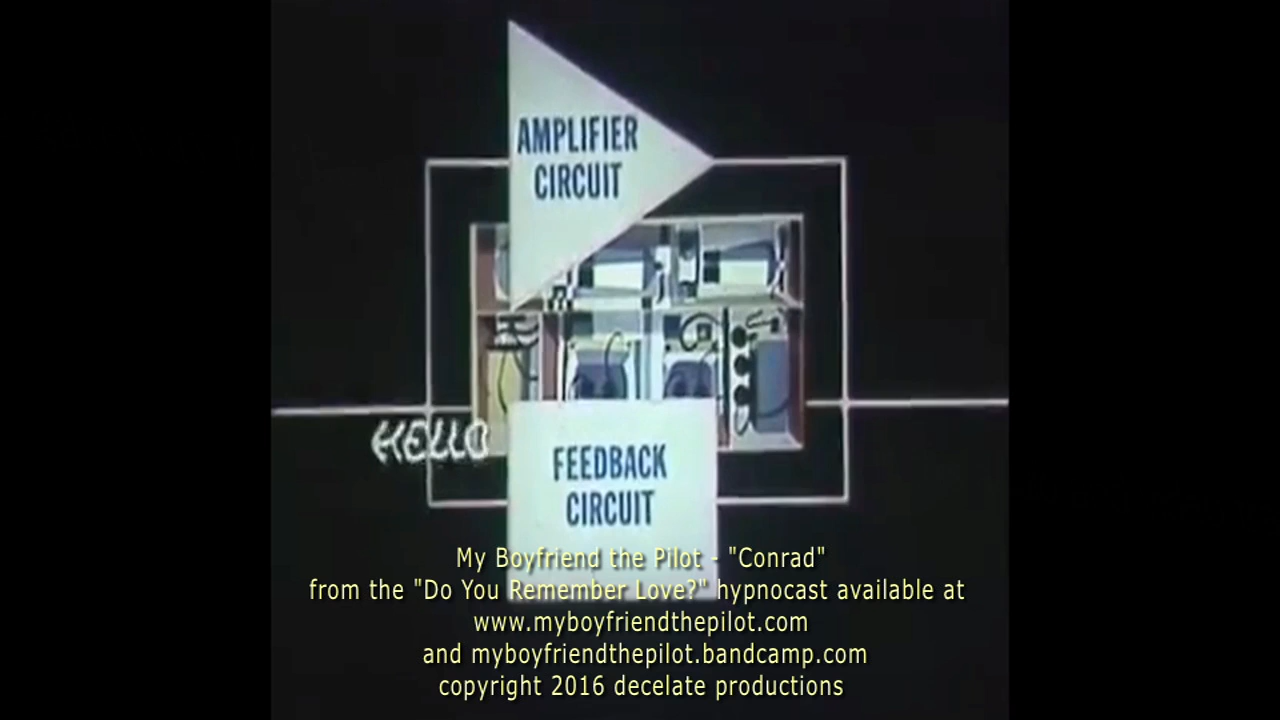 AMPLIFIER
CIRCUIT
HELLO
FEEDBACK
CIRCUIT
My Boyfriend the Pilot - "Conrad"
from the "Do You Remember Love?" hypnocast available at
www.myboyfriendthepilot.com
and myboyfriendthepilot.bandcamp.com
copyright 2016 decelate productions